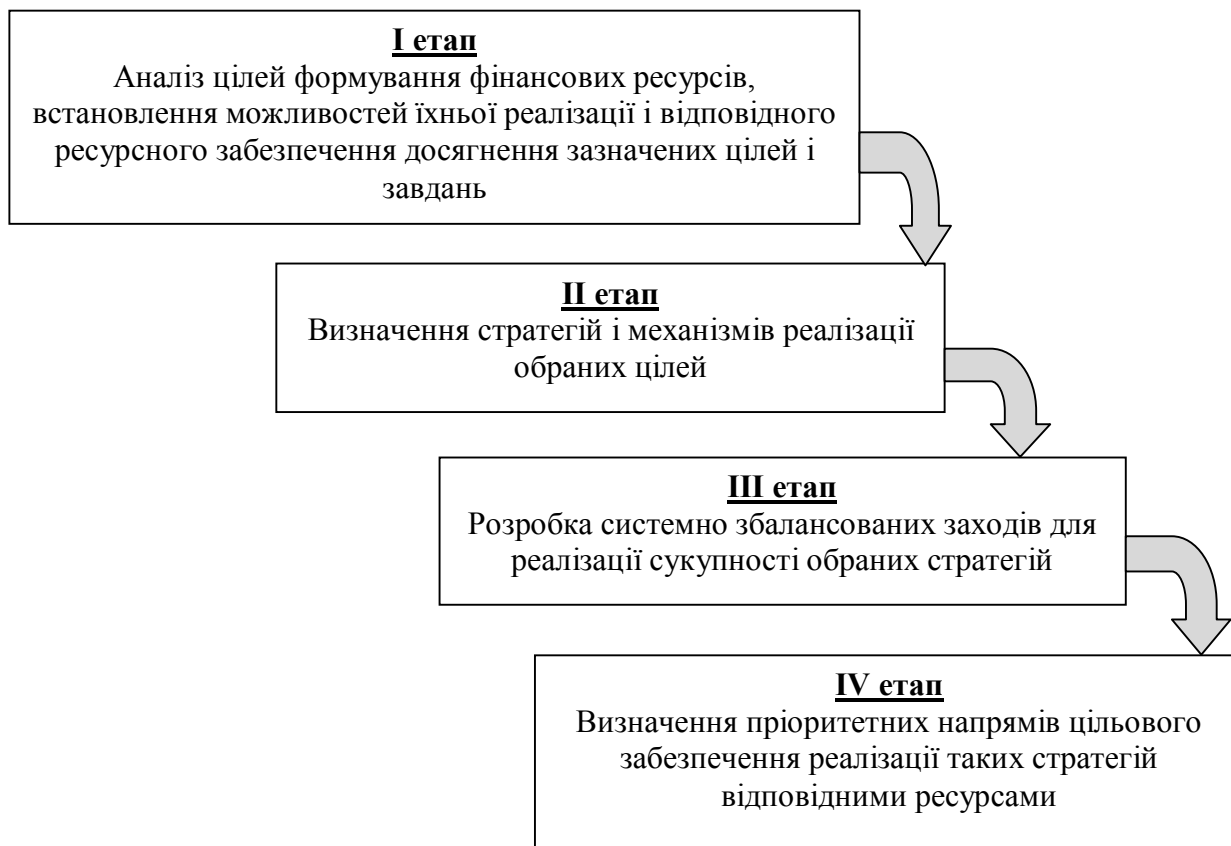 I етап
Аналіз цілей формування фінансових ресурсів,
встановлення можливостей їхньої реалізації і відповідного
ресурсного забезпечення досягнення зазначених цілей і
завдань
II етап
Визначення стратегій і механізмів реалізації
обраних цілей
III етап
Розробка системно збалансованих заходів для
реалізації сукупності обраних стратегій
IV етап
Визначення пріоритетних напрямів цільового
забезпечення реалізації таких стратегій
відповідними ресурсами